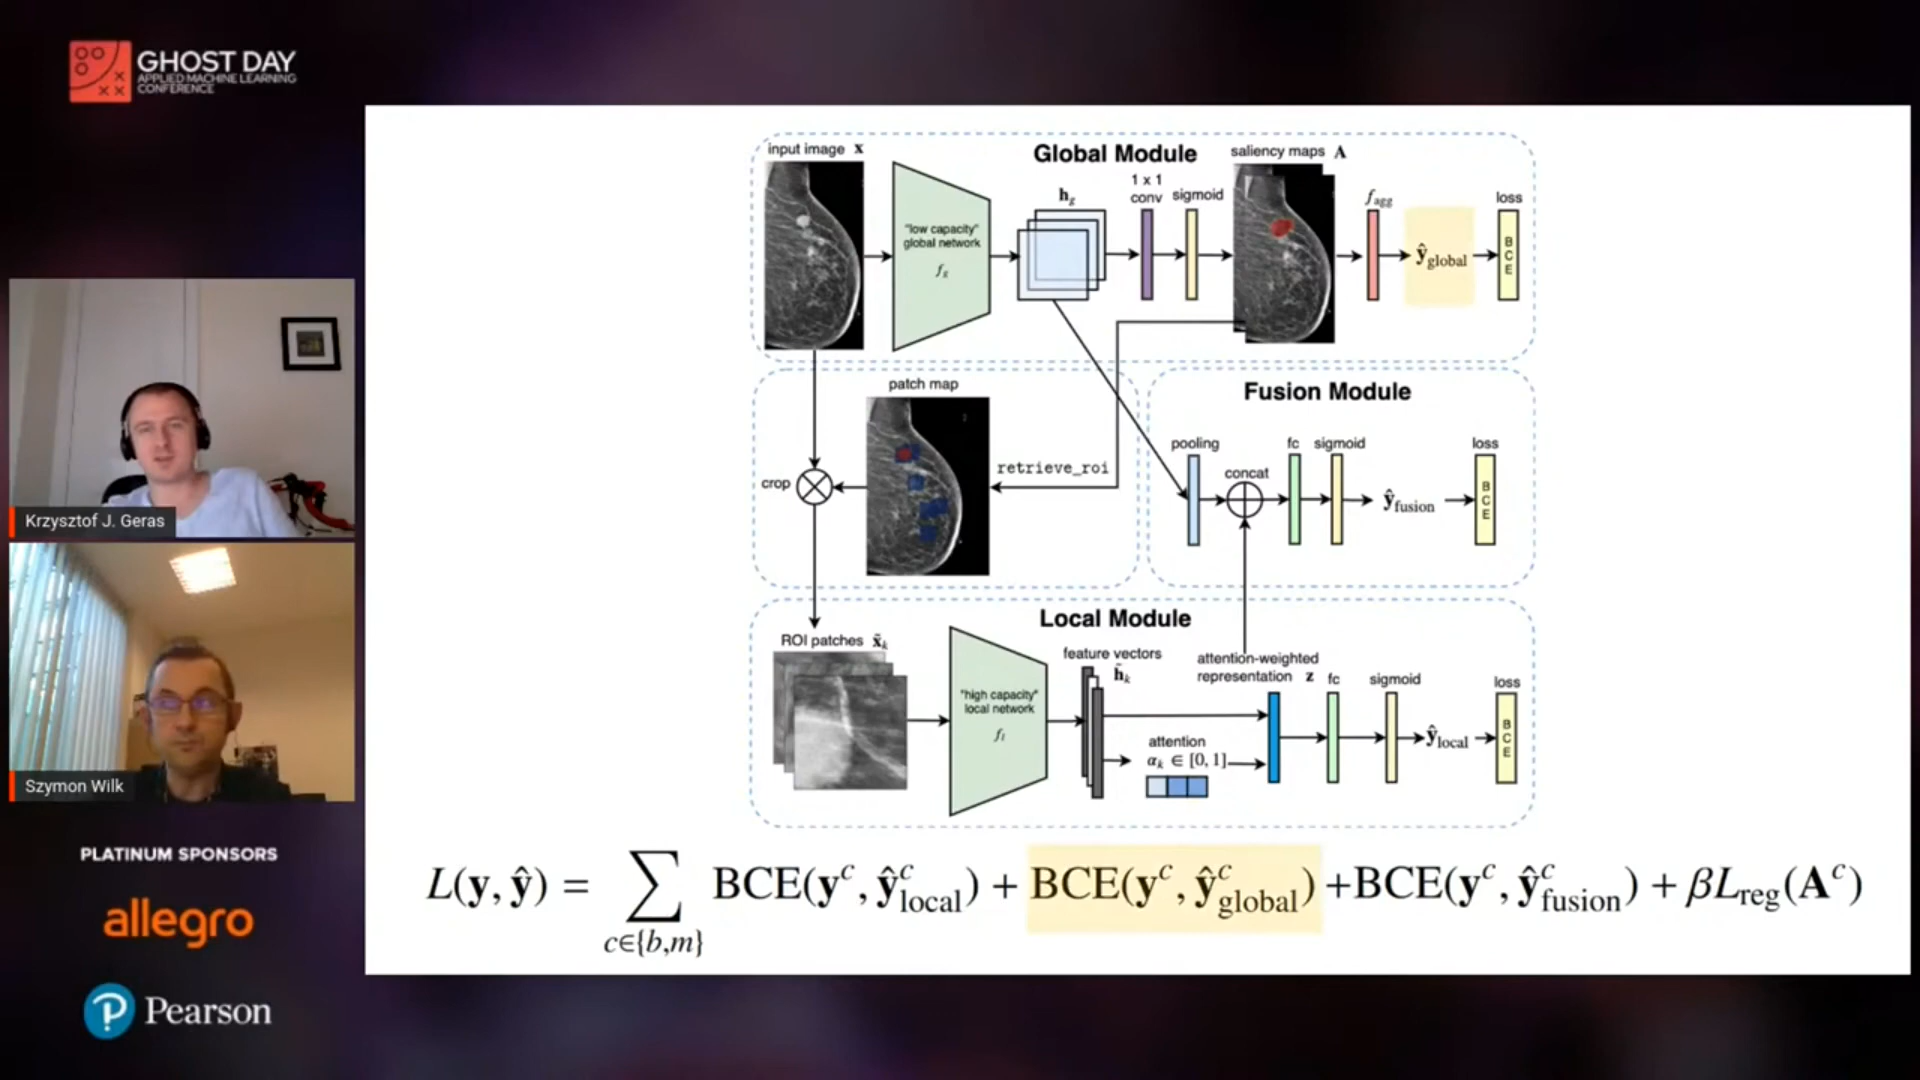 GHOST DAY
APPLIED MACHINE LEARNING
CONFERENCE
Krzysztof J. Geras
Szymon Wilk
PLATINUM SPONSORS
allegro
Pearson
input image x
Global Module
saliency maps A
"low capacity"
global network
f_g
h_g
1 x 1
conv
sigmoid
f_agg
ŷ_global
loss
BCE
patch map
crop
retrieve_roi
Fusion Module
pooling
concat
fc
sigmoid
ŷ_fusion
loss
BCE
Local Module
ROI patches x̃_k
"high capacity"
local network
f_l
feature vectors
h̃_k
attention
α_k ∈ [0, 1]
attention-weighted
representation z
fc
sigmoid
ŷ_local
loss
BCE
L(y, ŷ) = ∑_{c∈{b,m}} BCE(y^c, ŷ^c_local) + BCE(y^c, ŷ^c_global) +BCE(y^c, ŷ^c_fusion) + βL_reg(A^c)